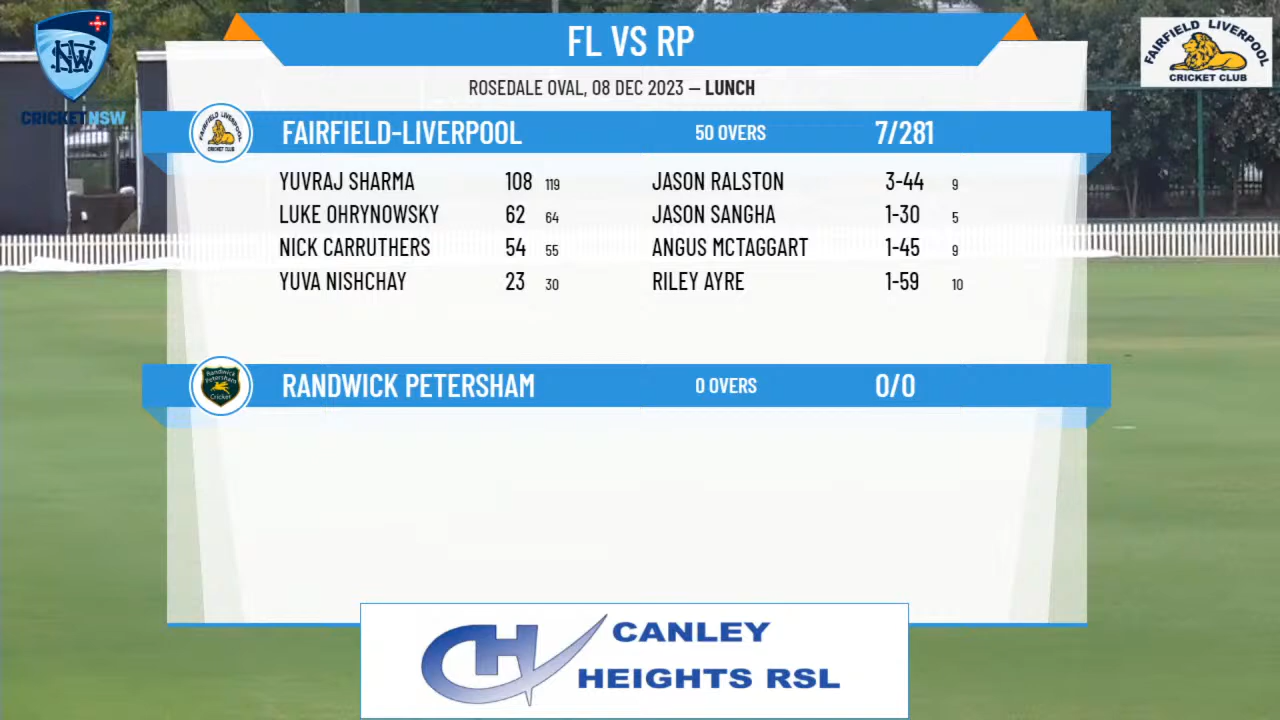 FL VS RP
ROSEDALE OVAL, 08 DEC 2023 – LUNCH
CRICKETNSW
FAIRFIELD LIVERPOOL
CRICKET CLUB
FAIRFIELD-LIVERPOOL 50 OVERS 7/281
YUVRAJ SHARMA 108 119 JASON RALSTON 3-44 9
LUKE OHRYNOWSKY 62 64 JASON SANGHA 1-30 5
NICK CARRUTHERS 54 55 ANGUS MCTAGGART 1-45 9
YUVA NISHCHAY 23 30 RILEY AYRE 1-59 10
Randwick
Petersham
Cricket
RANDWICK PETERSHAM 0 OVERS 0/0
CANLEY
HEIGHTS RSL